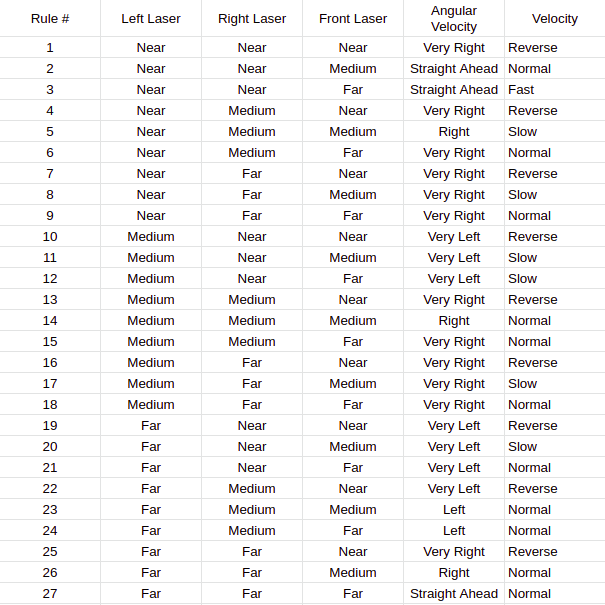 Rule # Left Laser Right Laser Front Laser Angular Velocity Velocity
1 Near Near Near Very Right Reverse
2 Near Near Medium Straight Ahead Normal
3 Near Near Far Straight Ahead Fast
4 Near Medium Near Very Right Reverse
5 Near Medium Medium Right Slow
6 Near Medium Far Very Right Normal
7 Near Far Near Very Right Reverse
8 Near Far Medium Very Right Slow
9 Near Far Far Very Right Normal
10 Medium Near Near Very Left Reverse
11 Medium Near Medium Very Left Slow
12 Medium Near Far Very Left Slow
13 Medium Medium Near Very Right Reverse
14 Medium Medium Medium Right Normal
15 Medium Medium Far Very Right Normal
16 Medium Far Near Very Right Reverse
17 Medium Far Medium Very Right Slow
18 Medium Far Far Very Right Normal
19 Far Near Near Very Left Reverse
20 Far Near Medium Very Left Slow
21 Far Near Far Very Left Normal
22 Far Medium Near Very Left Reverse
23 Far Medium Medium Left Normal
24 Far Medium Far Left Normal
25 Far Far Near Very Right Reverse
26 Far Far Medium Right Normal
27 Far Far Far Straight Ahead Normal